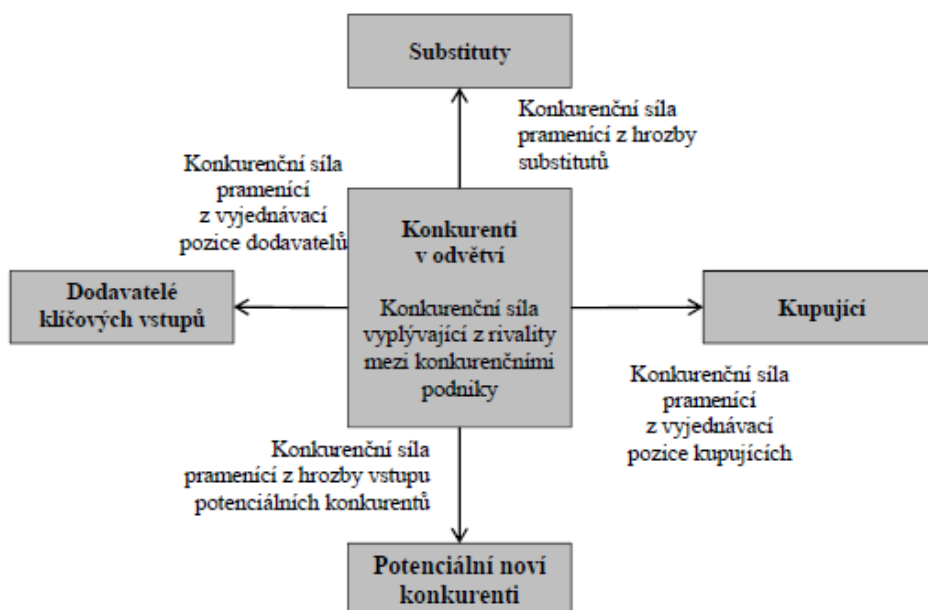 Substituty
Konkurenční síla
pramenící z hrozby
substitutů
Konkurenční síla
pramenící
z vyjednávací
pozice dodavatelů
Konkurenti
v odvětví
Konkurenční síla
vyplývající z rivality
mezi konkurenčními
podniky
Dodavatelé
klíčových vstupů
Kupující
Konkurenční síla
pramenící
z vyjednávací
pozice kupujících
Konkurenční síla
pramenící z hrozby vstupu
potenciálních konkurentů
Potenciální noví
konkurenti